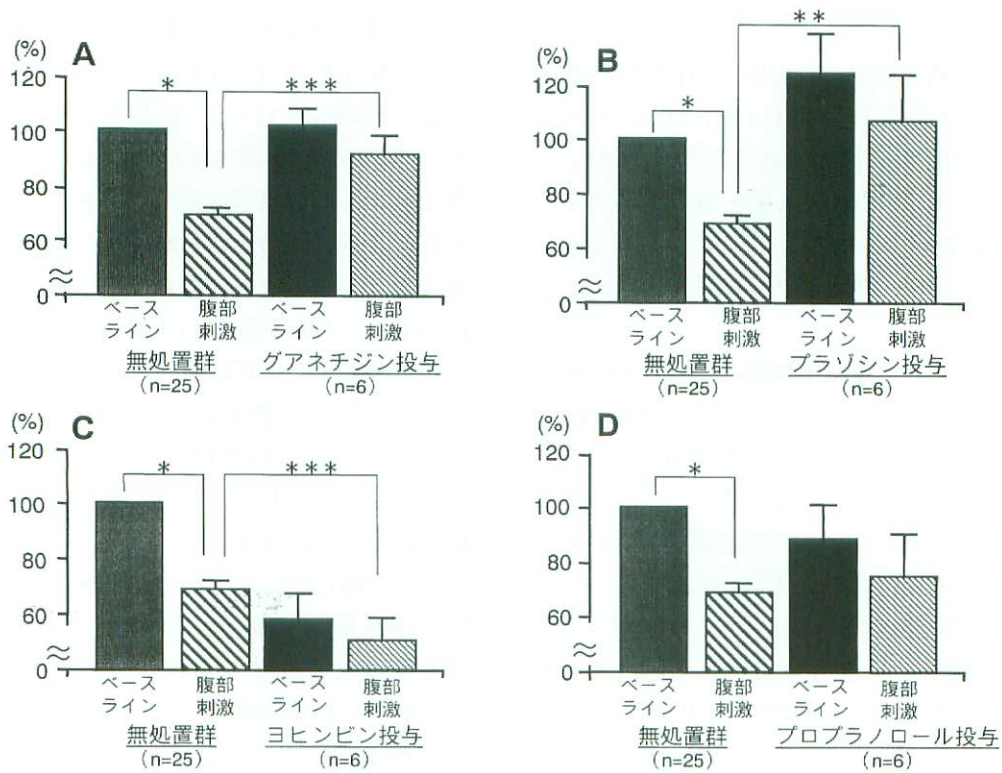 (%)
A
120
100
80
60
0
*
***
ベース
ライン
腹部
刺激
ベース
ライン
腹部
刺激
無処置群
(n=25)
グアネチジン投与
(n=6)
B
120
100
80
60
0
*
**
ベース
ライン
腹部
刺激
ベース
ライン
腹部
刺激
無処置群
(n=25)
プラゾシン投与
(n=6)
(%)
C
120
100
80
60
0
*
***
ベース
ライン
腹部
刺激
ベース
ライン
腹部
刺激
無処置群
(n=25)
ヨヒンビン投与
(n=6)
(%)
D
120
100
80
60
0
*
ベース
ライン
腹部
刺激
ベース
ライン
腹部
刺激
無処置群
(n=25)
プロプラノロール投与
(n=6)
(%)